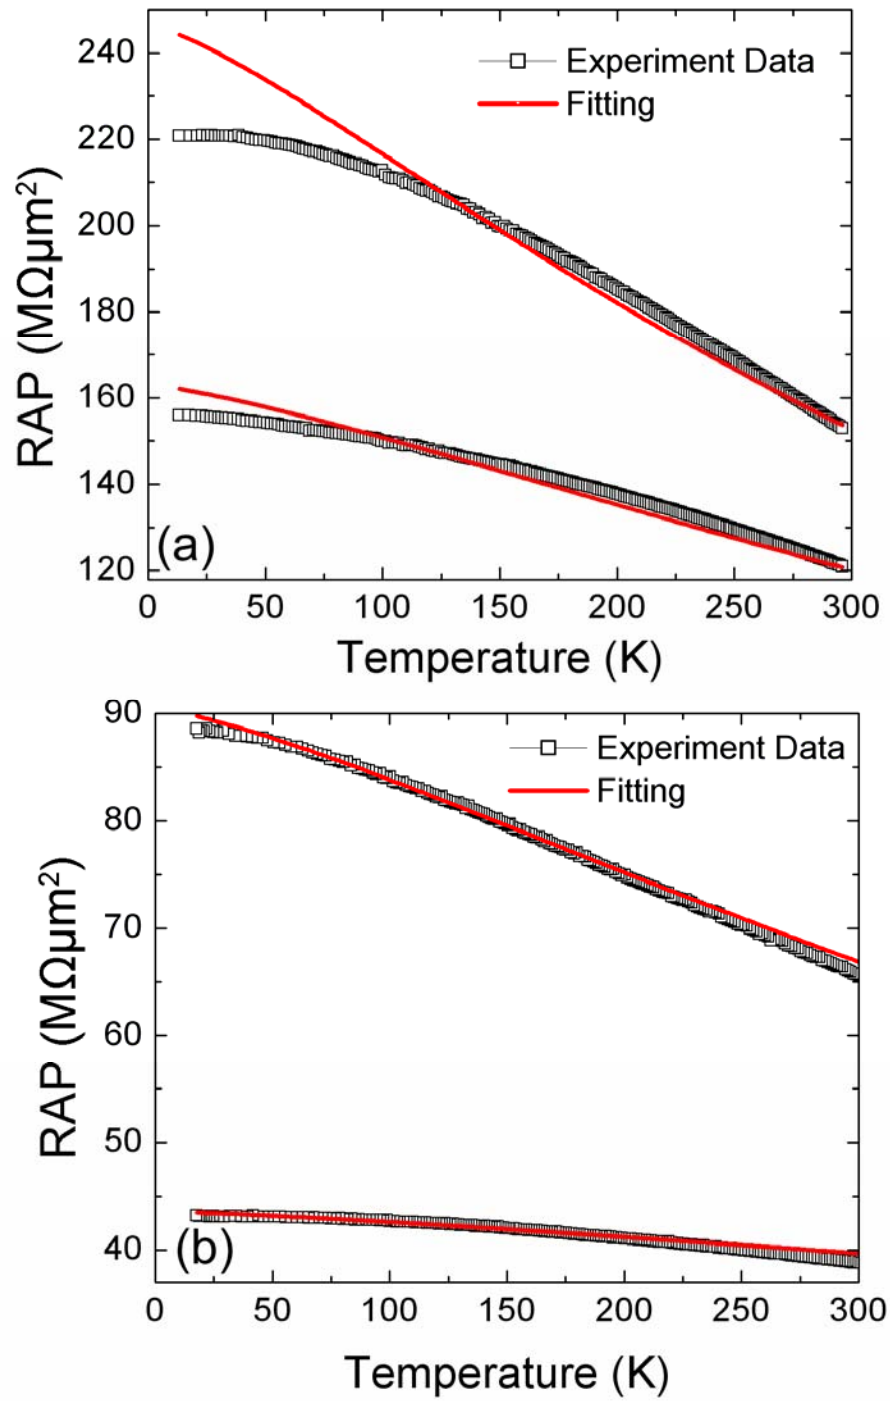 240
220
200
180
160
140
120
RAP (MΩμm²)
Experiment Data
Fitting
(a)
0 50 100 150 200 250 300
Temperature (K)
90
80
70
60
50
40
RAP (MΩμm²)
Experiment Data
Fitting
(b)
0 50 100 150 200 250 300
Temperature (K)